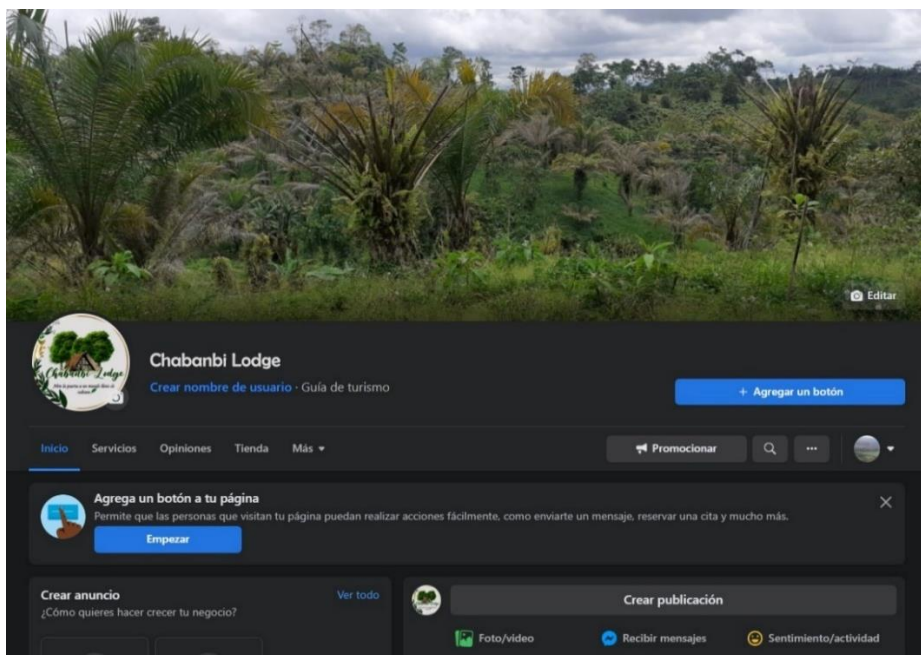 Editar
Chabanbi Lodge
Chabanbi Lodge
Crear nombre de usuario · Guía de turismo
+ Agregar un botón
Inicio Servicios Opiniones Tienda Más
Promocionar
Agrega un botón a tu página
Permite que las personas que visitan tu página puedan realizar acciones fácilmente, como enviarte un mensaje, reservar una cita y mucho más.
Empezar
Crear anuncio Ver todo
¿Cómo quieres hacer crecer tu negocio?
Crear publicación
Foto/video Recibir mensajes Sentimiento/actividad